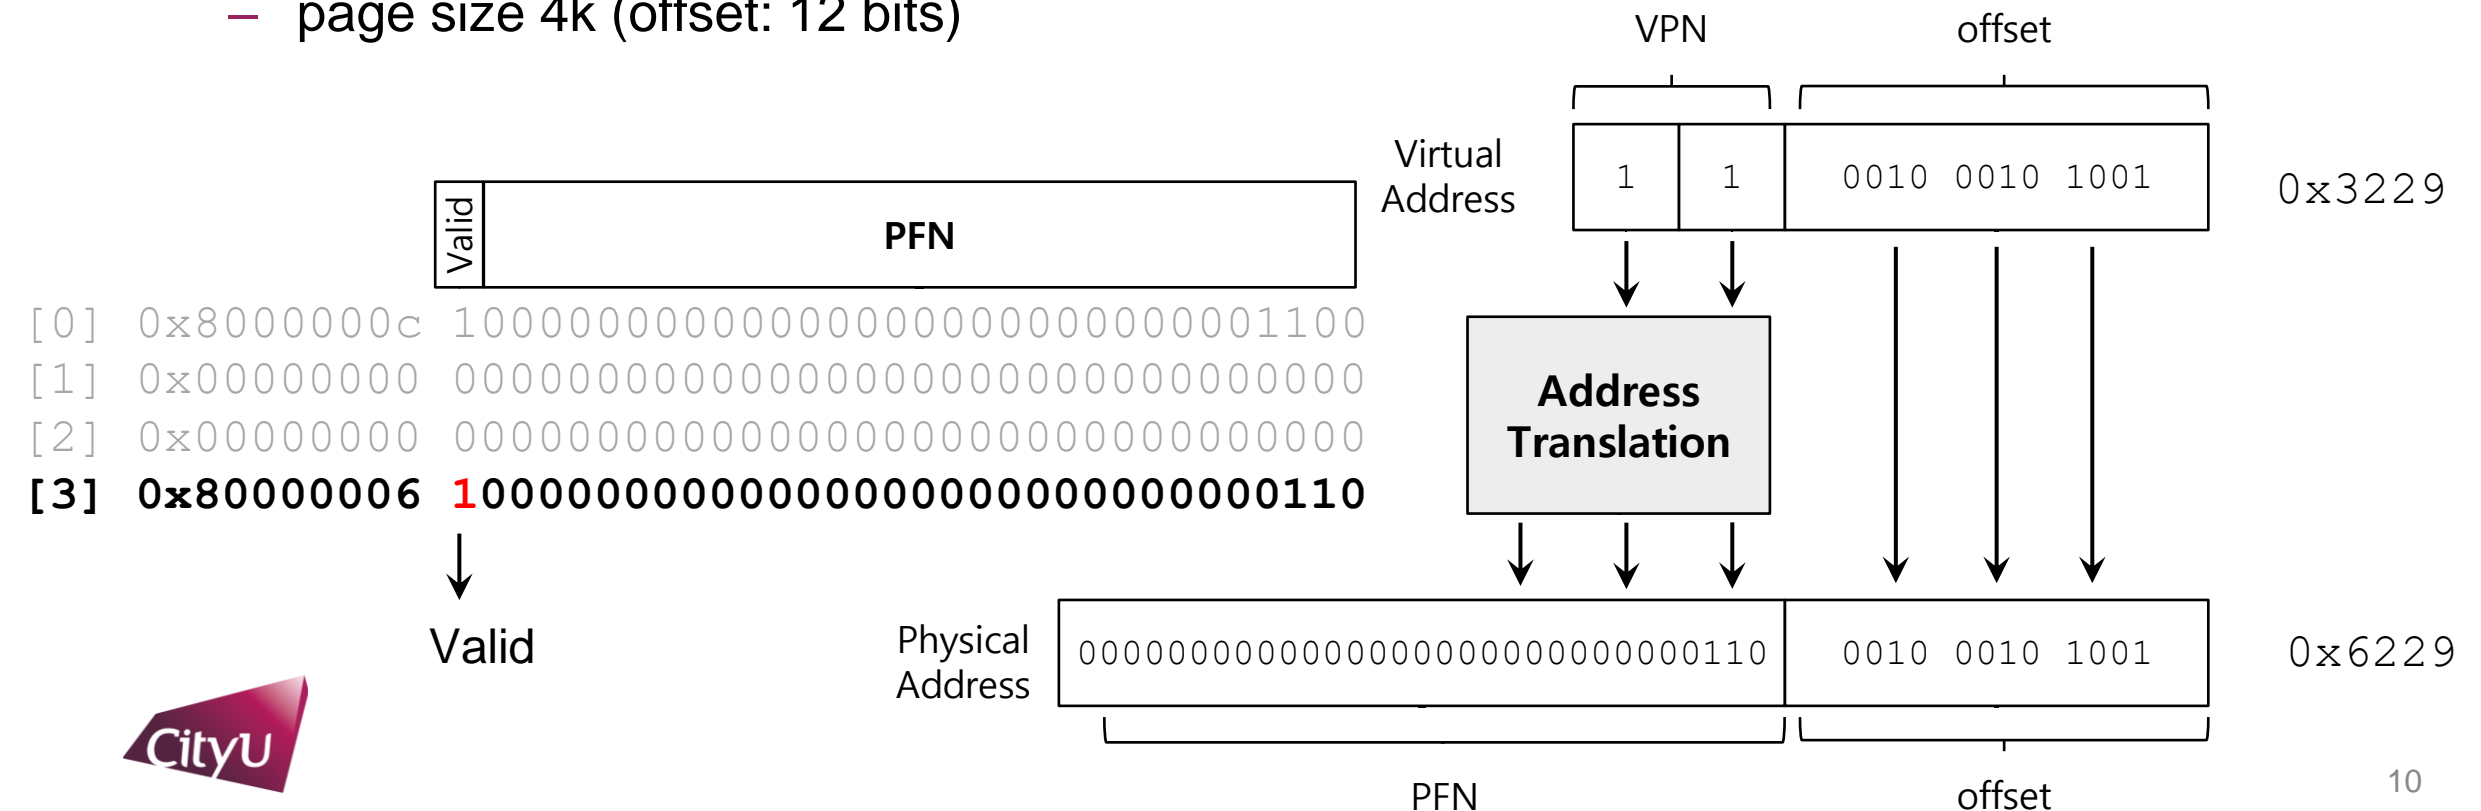 – page size 4k (offset: 12 bits)
VPN offset
Virtual Address
1 1 0010 0010 1001
0x3229
Valid PFN
[0] 0x8000000c 10000000000000000000000000001100
[1] 0x00000000 00000000000000000000000000000000
[2] 0x00000000 00000000000000000000000000000000
[3] 0x80000006 10000000000000000000000000000110
Address
Translation
Valid
Physical
Address
00000000000000000000000000000110 0010 0010 1001
0x6229
PFN offset
CityU
10